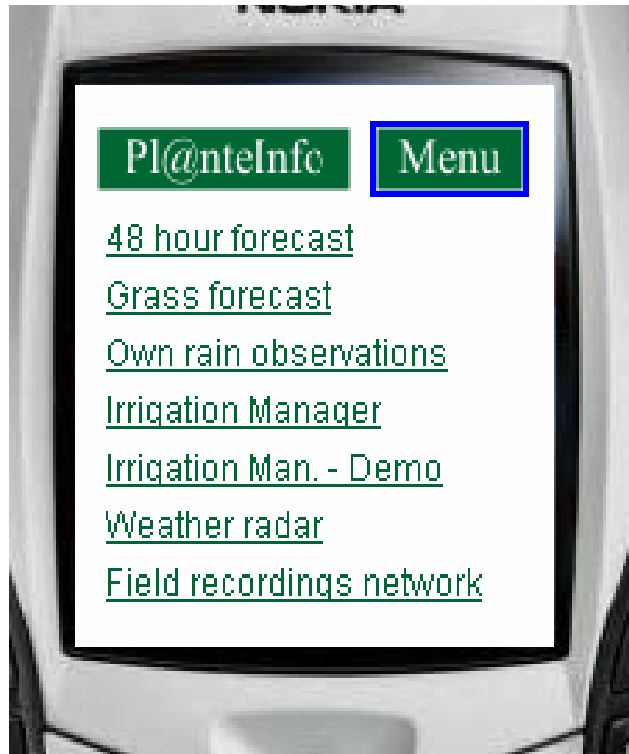 NOKIA
Pl@nteInfo Menu
48 hour forecast
Grass forecast
Own rain observations
Irrigation Manager
Irrigation Man. - Demo
Weather radar
Field recordings network